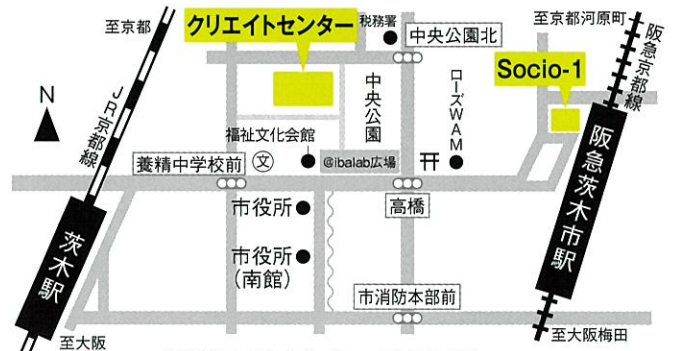 至京都
クリエイトセンター
税務署
中央公園北
至京都河原町
阪急京都線
Socio-1
N
JR京都線
中央公園
ローズWAM
福祉文化会館
@ibalab広場
養精中学校前
文
市役所
高橋
阪急茨木市駅
茨木駅
市役所
(南館)
市消防本部前
至大阪
至大阪梅田